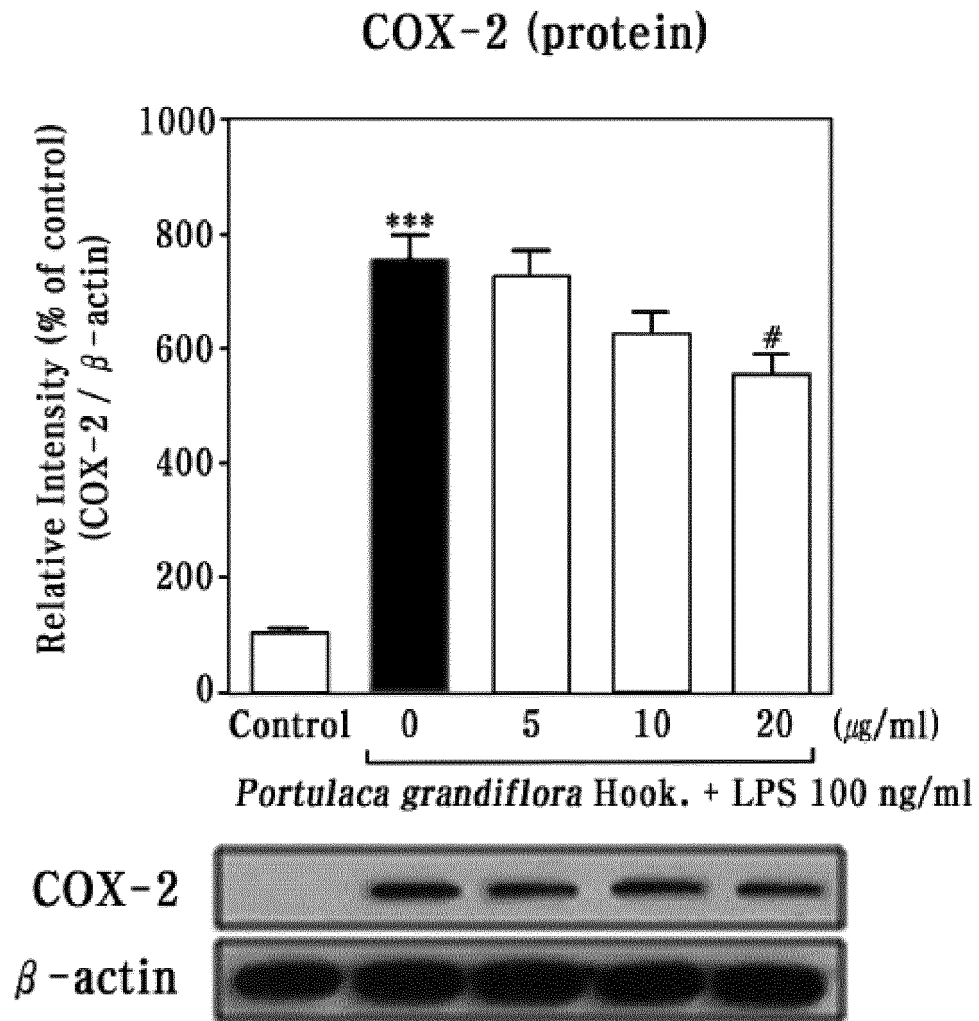 COX-2 (protein)
Relative Intensity (% of control)
(COX-2 / β-actin)
1000
800
600
400
200
0
***
#
Control 0 5 10 20 (μg/ml)
Portulaca grandiflora Hook. + LPS 100 ng/ml
COX-2
β-actin